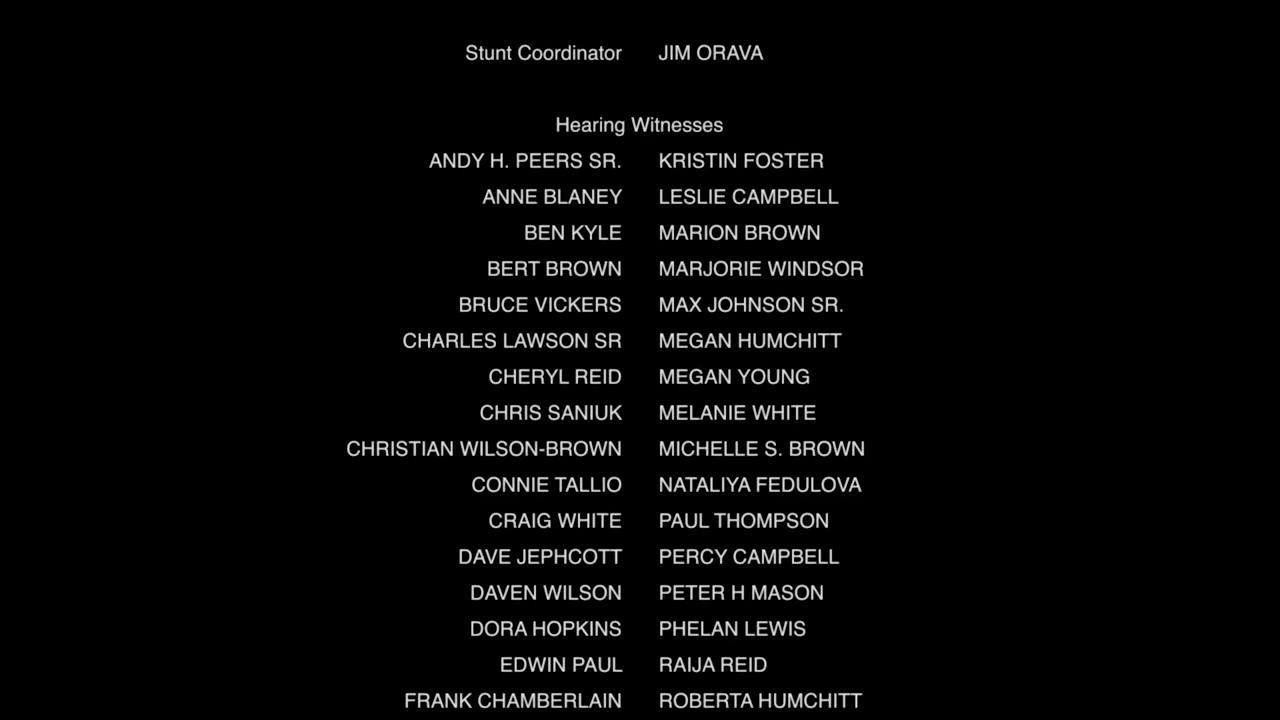 Stunt Coordinator JIM ORAVA
Hearing Witnesses
ANDY H. PEERS SR. KRISTIN FOSTER
ANNE BLANEY LESLIE CAMPBELL
BEN KYLE MARION BROWN
BERT BROWN MARJORIE WINDSOR
BRUCE VICKERS MAX JOHNSON SR.
CHARLES LAWSON SR MEGAN HUMCHITT
CHERYL REID MEGAN YOUNG
CHRIS SANIUK MELANIE WHITE
CHRISTIAN WILSON-BROWN MICHELLE S. BROWN
CONNIE TALLIO NATALIYA FEDULOVA
CRAIG WHITE PAUL THOMPSON
DAVE JEPHCOTT PERCY CAMPBELL
DAVEN WILSON PETER H MASON
DORA HOPKINS PHELAN LEWIS
EDWIN PAUL RAIJA REID
FRANK CHAMBERLAIN ROBERTA HUMCHITT